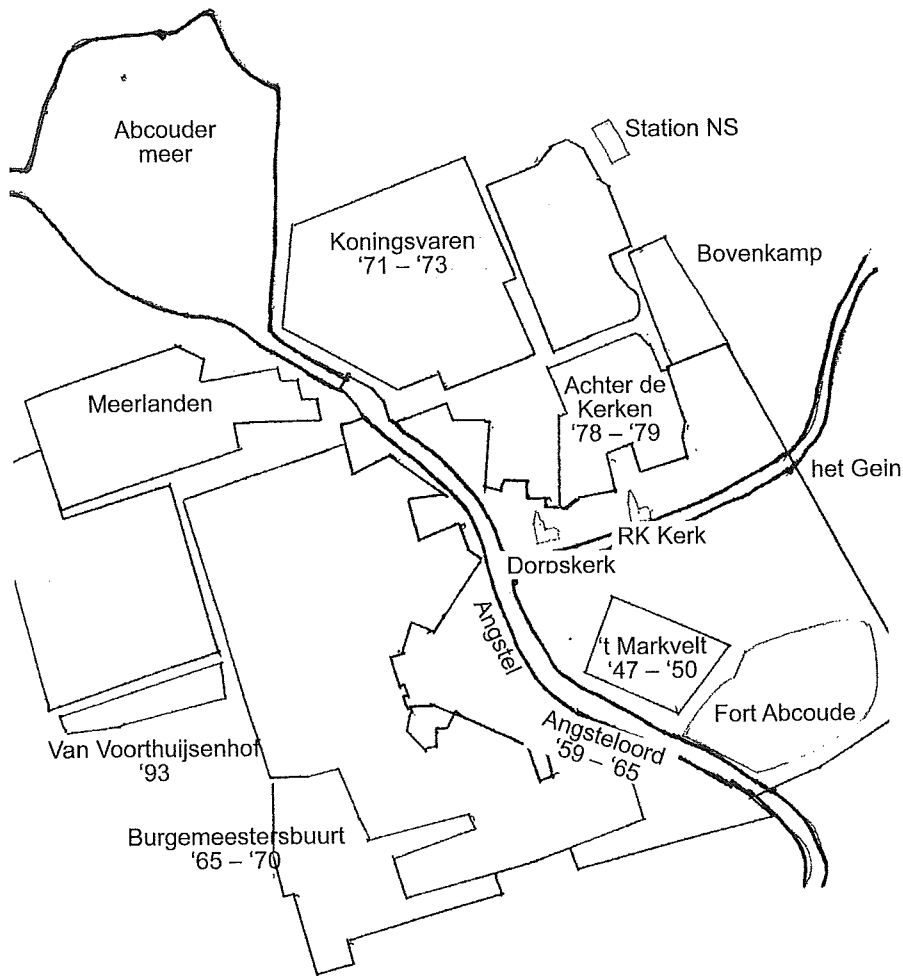 Abcouder
meer
Station NS
Koningsvaren
‘71 – ‘73
Bovenkamp
Meerlanden
Achter de
Kerken
‘78 – ‘79
het Gein
RK Kerk
Dorpskerk
Angstel
‘t Markvelt
‘47 – ‘50
Fort Abcoude
Angsteloord
‘59 – ‘65
Van Voorthuijsenhof
‘93
Burgemeestersbuurt
‘65 – ‘70